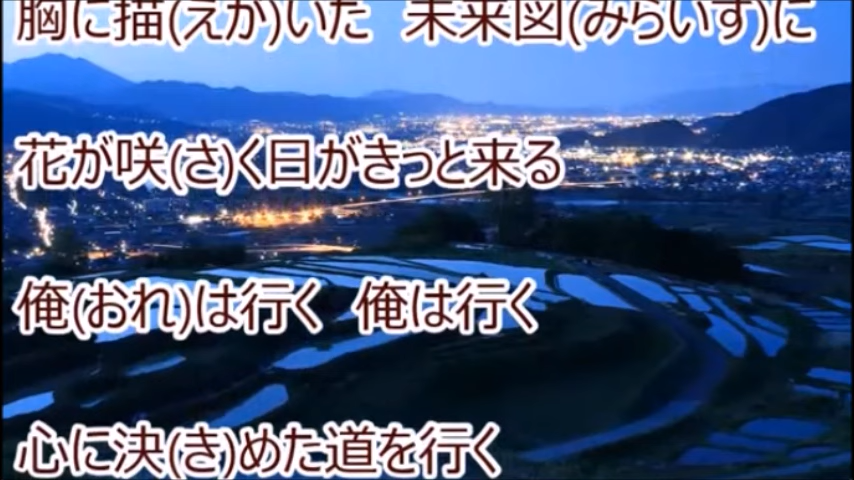 胸に描(えが)いた　未来図(みらいず)に
花が咲(さ)く日がきっと来る
俺(おれ)は行く　俺は行く
心に決(き)めた道を行く